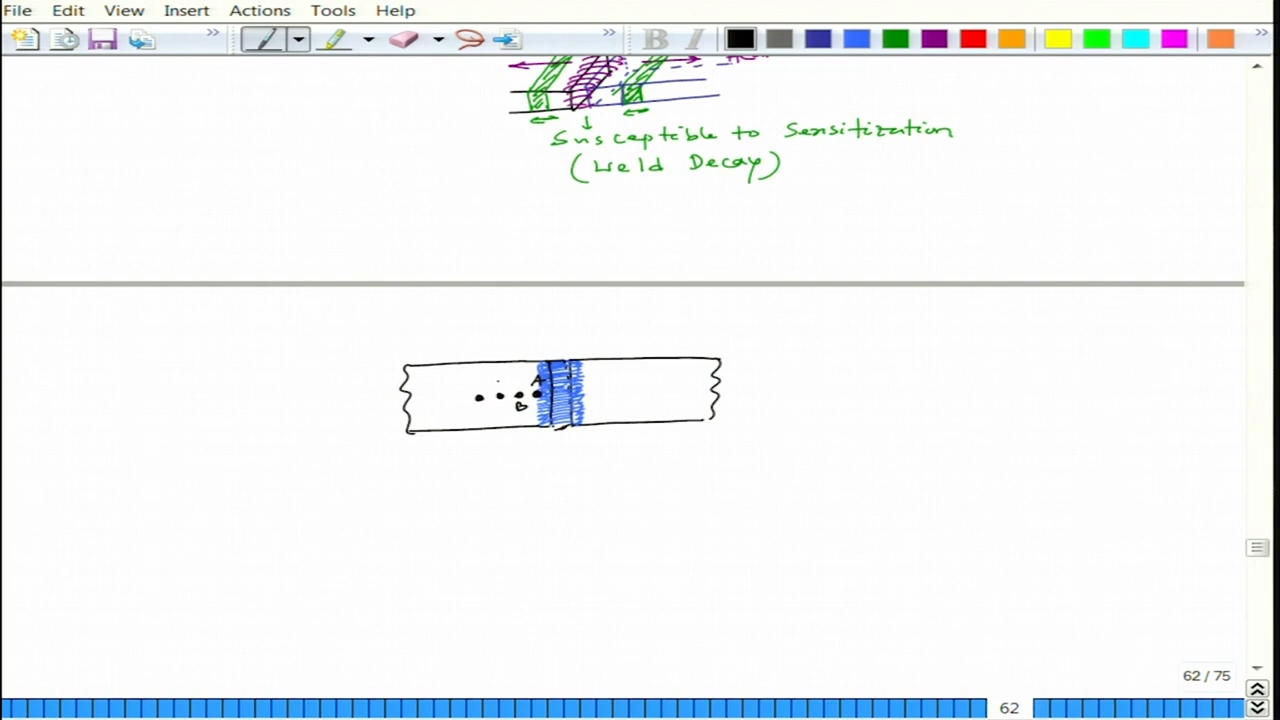 File Edit View Insert Actions Tools Help
B I
Susceptible to Sensitization
(Weld Decay)
A
B
62 / 75
62